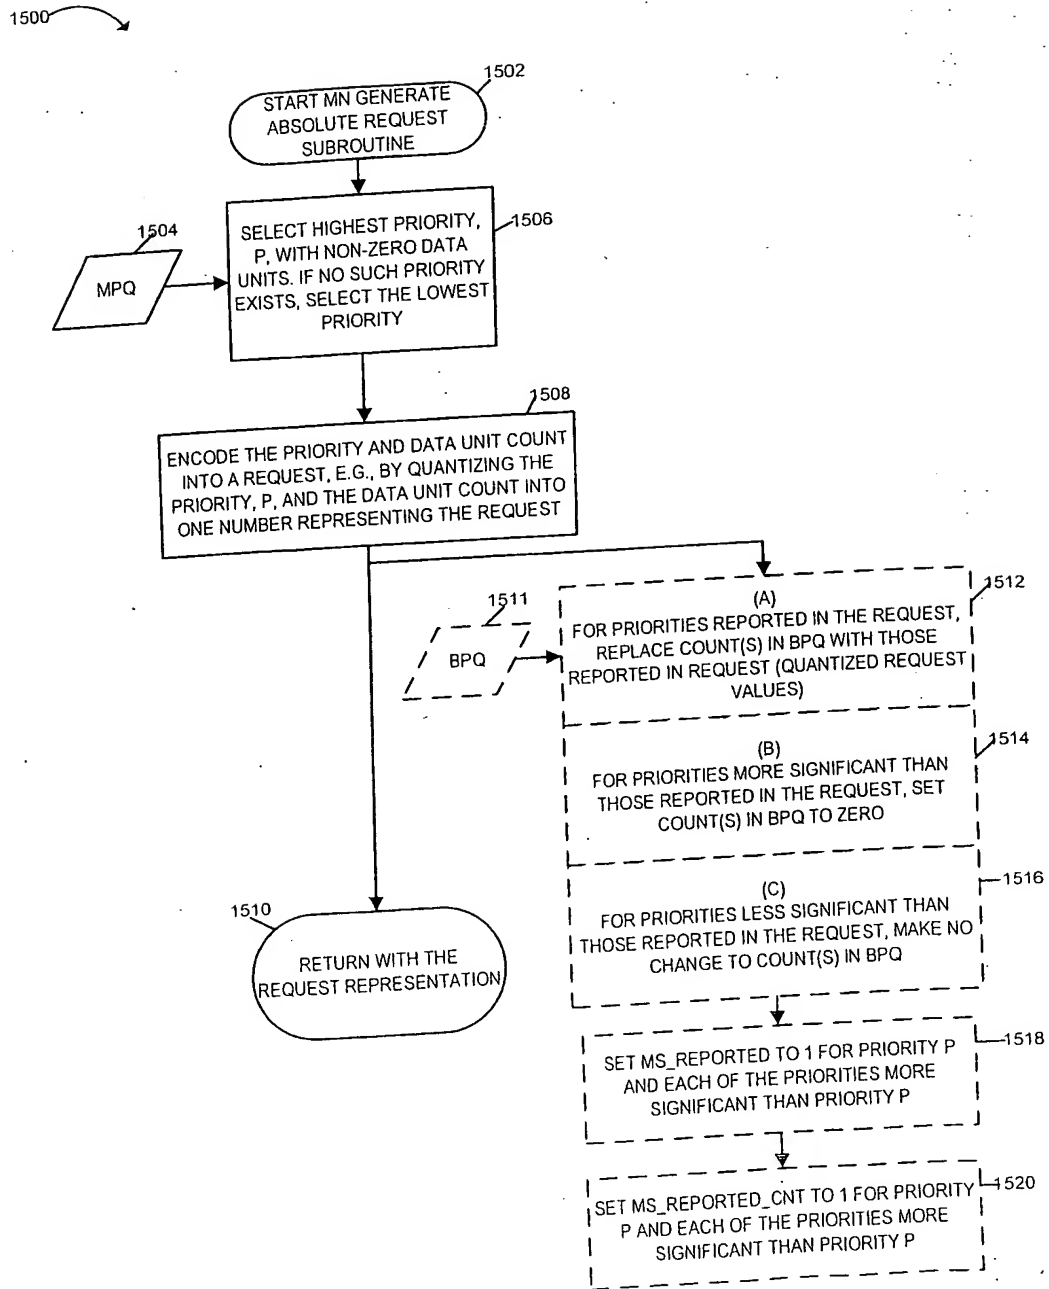 1500
1502
START MN GENERATE
ABSOLUTE REQUEST
SUBROUTINE
1504
MPQ
1506
SELECT HIGHEST PRIORITY,
P, WITH NON-ZERO DATA
UNITS. IF NO SUCH PRIORITY
EXISTS, SELECT THE LOWEST
PRIORITY
1508
ENCODE THE PRIORITY AND DATA UNIT COUNT
INTO A REQUEST, E.G., BY QUANTIZING THE
PRIORITY, P, AND THE DATA UNIT COUNT INTO
ONE NUMBER REPRESENTING THE REQUEST
1511
BPQ
1512
(A)
FOR PRIORITIES REPORTED IN THE REQUEST,
REPLACE COUNT(S) IN BPQ WITH THOSE
REPORTED IN REQUEST (QUANTIZED REQUEST
VALUES)
1514
(B)
FOR PRIORITIES MORE SIGNIFICANT THAN
THOSE REPORTED IN THE REQUEST, SET
COUNT(S) IN BPQ TO ZERO
1516
(C)
FOR PRIORITIES LESS SIGNIFICANT THAN
THOSE REPORTED IN THE REQUEST, MAKE NO
CHANGE TO COUNT(S) IN BPQ
1510
RETURN WITH THE
REQUEST REPRESENTATION
1518
SET MS_REPORTED TO 1 FOR PRIORITY P
AND EACH OF THE PRIORITIES MORE
SIGNIFICANT THAN PRIORITY P
1520
SET MS_REPORTED_CNT TO 1 FOR PRIORITY
P AND EACH OF THE PRIORITIES MORE
SIGNIFICANT THAN PRIORITY P